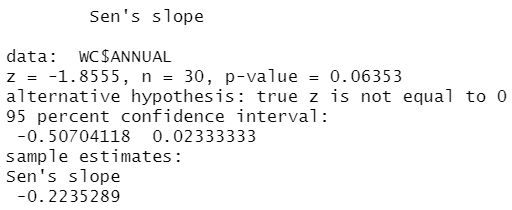 Sen's slope
data: WC$ANNUAL
z = -1.8555, n = 30, p-value = 0.06353
alternative hypothesis: true z is not equal to 0
95 percent confidence interval:
-0.50704118 0.02333333
sample estimates:
Sen's slope
-0.2235289